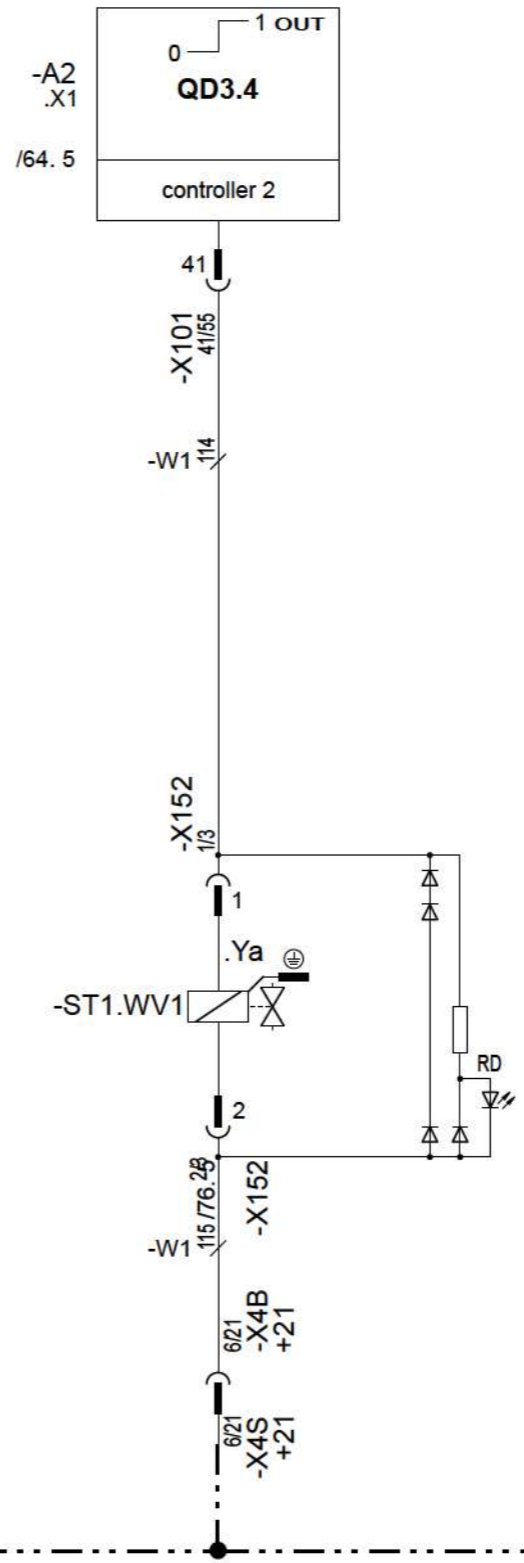 1 OUT
0
-A2
.X1
QD3.4
/64. 5
controller 2
41
-X101
41/55
-W1
114
-X152
1/3
1
.Ya
-ST1.WV1
RD
2
/76.5
-X152
-W1
115
6/21
-X4B
+21
6/21
-X4S
+21